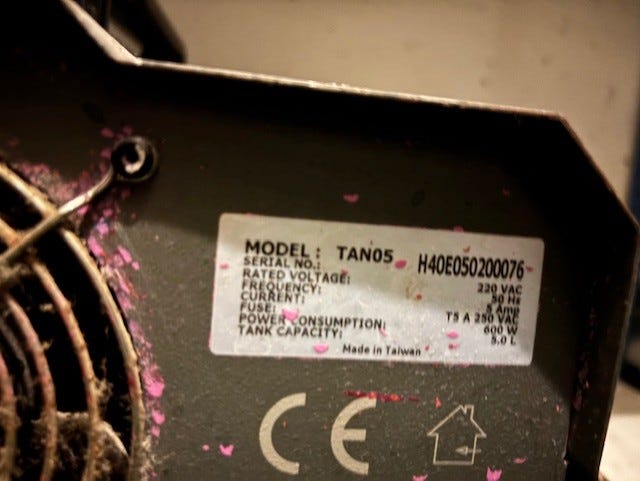 MODEL : TAN05
SERIAL NO.: H40E050200076
RATED VOLTAGE: 220 VAC
FREQUENCY: 50 Hz
CURRENT: 5 Amp
FUSE: T5 A 250 VAC
POWER CONSUMPTION: 600 W
TANK CAPACITY: 5.0 L
Made in Taiwan
CE